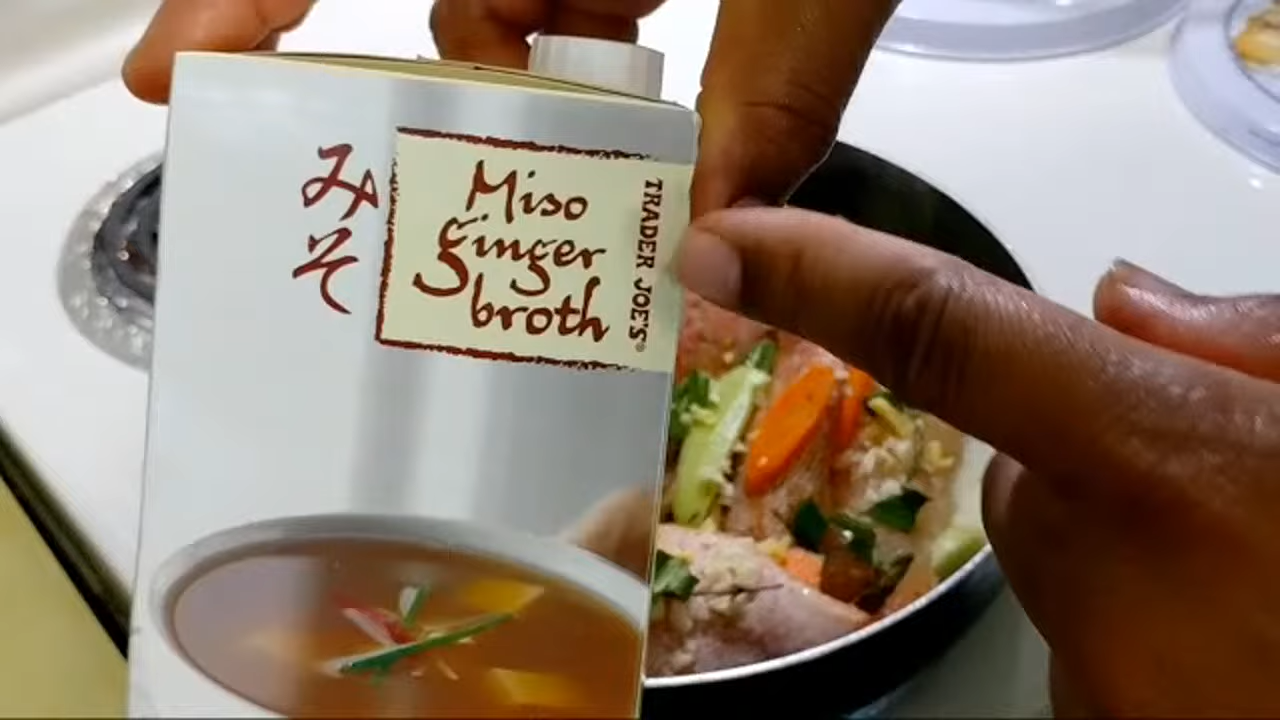 みそ
Miso
ginger
broth
TRADER JOE'S®